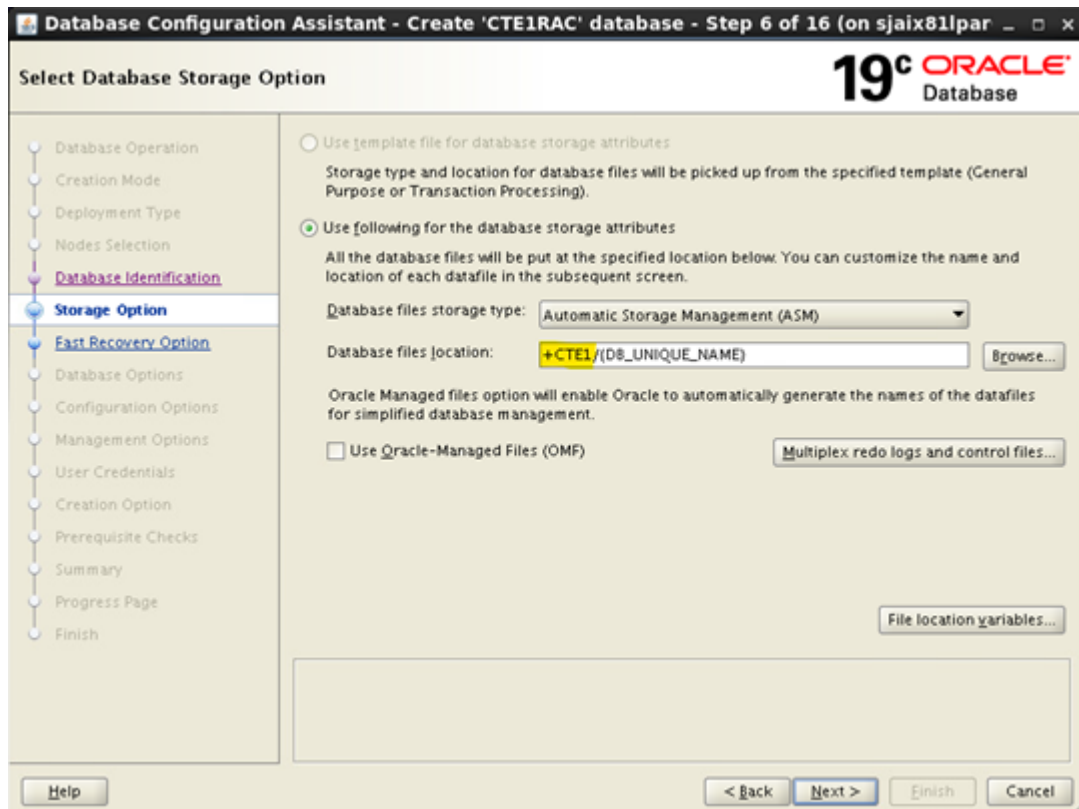 Database Configuration Assistant - Create 'CTE1RAC' database - Step 6 of 16 (on sjaix81lpar
Select Database Storage Option
19c ORACLE
Database
Database Operation
Creation Mode
Deployment Type
Nodes Selection
Database Identification
Storage Option
Fast Recovery Option
Database Options
Configuration Options
Management Options
User Credentials
Creation Option
Prerequisite Checks
Summary
Progress Page
Finish
Use template file for database storage attributes
Storage type and location for database files will be picked up from the specified template (General
Purpose or Transaction Processing).
Use following for the database storage attributes
All the database files will be put at the specified location below. You can customize the name and
location of each datafile in the subsequent screen.
Database files storage type: Automatic Storage Management (ASM)
Database files location: +CTE1/{DB_UNIQUE_NAME} Browse...
Oracle Managed files option will enable Oracle to automatically generate the names of the datafiles
for simplified database management.
Use Oracle-Managed Files (OMF) Multiplex redo logs and control files...
File location variables...
Help < Back Next > Finish Cancel